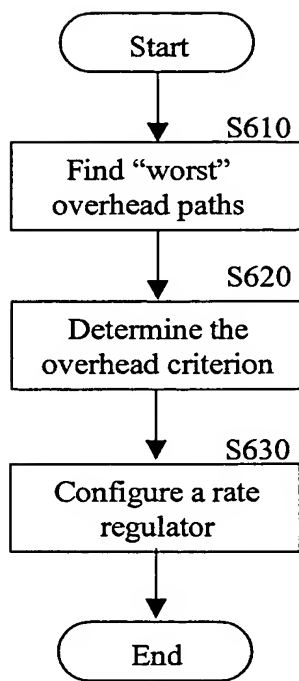 Start
S610
Find “worst”
overhead paths
S620
Determine the
overhead criterion
S630
Configure a rate
regulator
End